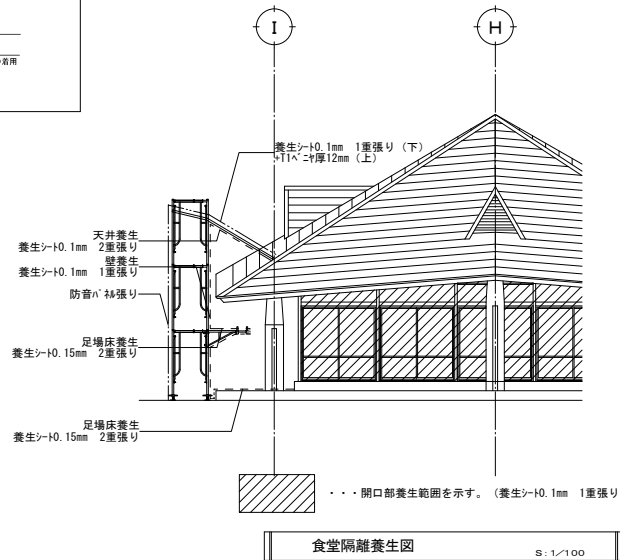 の着用
I
H
養生シート0.1mm 1重張り (下)
+T1ベニヤ厚12mm (上)
天井養生
養生シート0.1mm 2重張り
壁養生
養生シート0.1mm 1重張り
防音パネル張り
足場床養生
養生シート0.15mm 2重張り
足場床養生
養生シート0.15mm 2重張り
・・・開口部養生範囲を示す。 (養生シート0.1mm 1重張り
食堂隔離養生図
S:1/100